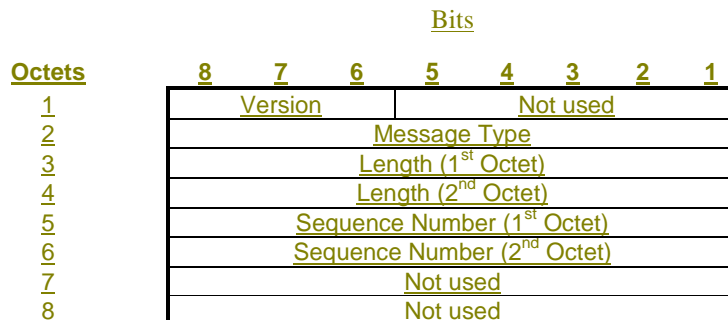 Bits
Octets 8 7 6 5 4 3 2 1
1 Version Not used
2 Message Type
3 Length (1st Octet)
4 Length (2nd Octet)
5 Sequence Number (1st Octet)
6 Sequence Number (2nd Octet)
7 Not used
8 Not used